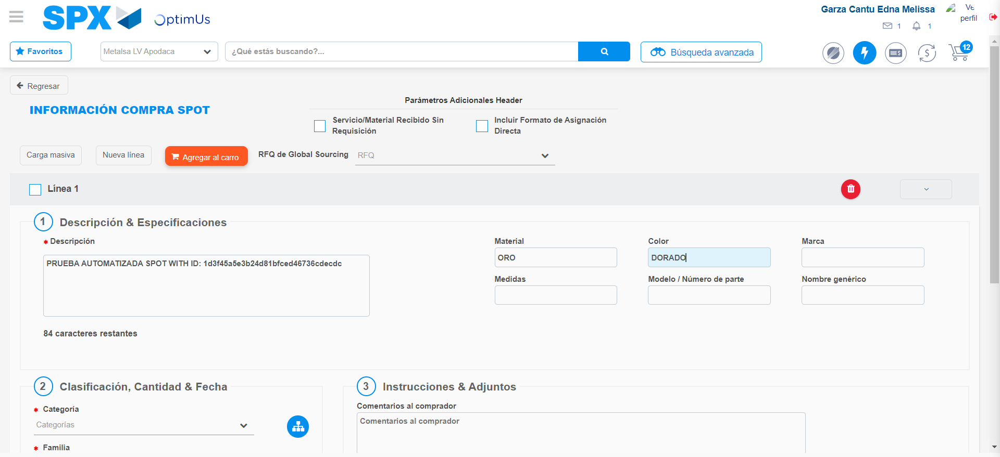 SPX
OptimUs
Garza Cantu Edna Melissa
1
1
perfil
Favoritos
Metalsa LV Apodaca
¿Qué estás buscando?...
Búsqueda avanzada
12
Regresar
INFORMACIÓN COMPRA SPOT
Parámetros Adicionales Header
Servicio/Material Recibido Sin
Requisición
Incluir Formato de Asignación
Directa
Carga masiva
Nueva línea
Agregar al carro
RFQ de Global Sourcing
RFQ
Línea 1
1 Descripción & Especificaciones
* Descripción
PRUEBA AUTOMATIZADA SPOT WITH ID: 1d3f45a5e3b24d81bfced46736cdecdc
84 caracteres restantes
Material
Color
Marca
ORO
DORADO
Medidas
Modelo / Número de parte
Nombre genérico
2 Clasificación, Cantidad & Fecha
* Categoría
Categorías
* Familia
3 Instrucciones & Adjuntos
Comentarios al comprador
Comentarios al comprador